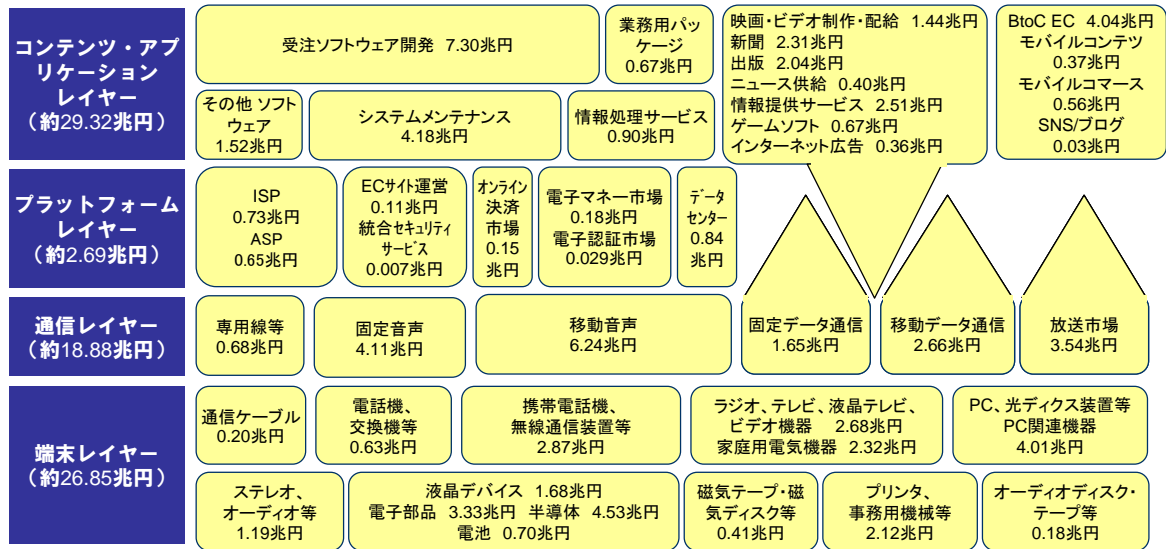 コンテンツ・アプ
リケーション
レイヤー
(約29.32兆円)
受注ソフトウェア開発 7.30兆円
業務用パッ
ケージ
0.67兆円
その他 ソフト
ウェア
1.52兆円
システムメンテナンス
4.18兆円
情報処理サービス
0.90兆円
映画・ビデオ制作・配給 1.44兆円
新聞 2.31兆円
出版 2.04兆円
ニュース供給 0.40兆円
情報提供サービス 2.51兆円
ゲームソフト 0.67兆円
インターネット広告 0.36兆円
BtoC EC 4.04兆円
モバイルコンテツ
0.37兆円
モバイルコマース
0.56兆円
SNS/ブログ
0.03兆円
プラットフォーム
レイヤー
(約2.69兆円)
ISP
0.73兆円
ASP
0.65兆円
ECサイト運営
0.11兆円
統合セキュリティ
サービス
0.007兆円
オンライン
決済
市場
0.15
兆円
電子マネー市場
0.18兆円
電子認証市場
0.029兆円
データ
センター
0.84
兆円
通信レイヤー
(約18.88兆円)
専用線等
0.68兆円
固定音声
4.11兆円
移動音声
6.24兆円
固定データ通信
1.65兆円
移動データ通信
2.66兆円
放送市場
3.54兆円
端末レイヤー
(約26.85兆円)
通信ケーブル
0.20兆円
電話機、
交換機等
0.63兆円
携帯電話機、
無線通信装置等
2.87兆円
ラジオ、テレビ、液晶テレビ、
ビデオ機器 2.68兆円
家庭用電気機器 2.32兆円
PC、光ディクス装置等
PC関連機器
4.01兆円
ステレオ、
オーディオ等
1.19兆円
液晶デバイス 1.68兆円
電子部品 3.33兆円 半導体 4.53兆円
電池 0.70兆円
磁気テープ・磁
気ディスク等
0.41兆円
プリンタ、
事務用機械等
2.12兆円
オーディオディスク・
テープ等
0.18兆円